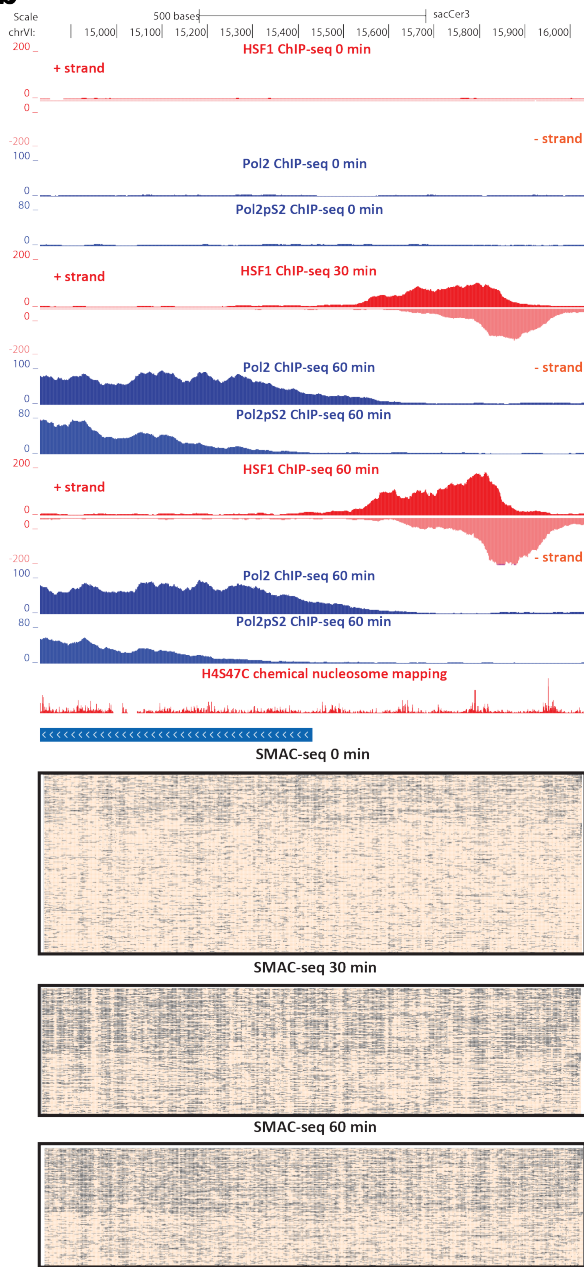 b
Scale 500 bases sacCer3
chrVI: 15,000 15,100 15,200 15,300 15,400 15,500 15,600 15,700 15,800 15,900 16,000
200 HSF1 ChIP-seq 0 min
+ strand
0
0
-200 - strand
100 Pol2 ChIP-seq 0 min
0
80 Pol2pS2 ChIP-seq 0 min
0
200 HSF1 ChIP-seq 30 min
+ strand
0
0
-200
100 Pol2 ChIP-seq 60 min - strand
0
80 Pol2pS2 ChIP-seq 60 min
0
200 HSF1 ChIP-seq 60 min
+ strand
0
0
-200 - strand
100 Pol2 ChIP-seq 60 min
0
80 Pol2pS2 ChIP-seq 60 min
0
H4S47C chemical nucleosome mapping
SMAC-seq 0 min
SMAC-seq 30 min
SMAC-seq 60 min